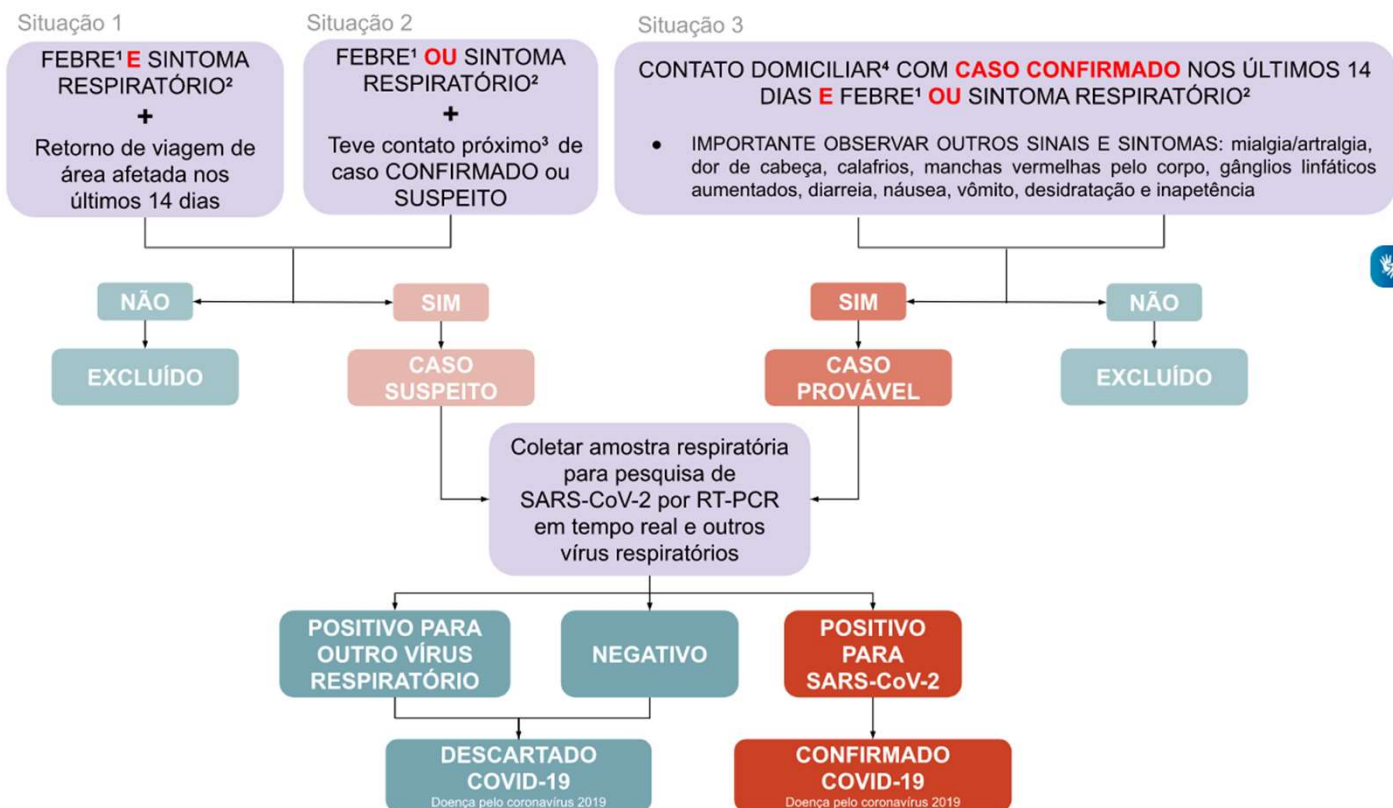 Situação 1
FEBRE¹ E SINTOMA
RESPIRATÓRIO²
+
Retorno de viagem de
área afetada nos
últimos 14 dias
Situação 2
FEBRE¹ OU SINTOMA
RESPIRATÓRIO²
+
Teve contato próximo³ de
caso CONFIRMADO ou
SUSPEITO
Situação 3
CONTATO DOMICILIAR⁴ COM CASO CONFIRMADO NOS ÚLTIMOS 14
DIAS E FEBRE¹ OU SINTOMA RESPIRATÓRIO²
• IMPORTANTE OBSERVAR OUTROS SINAIS E SINTOMAS: mialgia/artralgia,
dor de cabeça, calafrios, manchas vermelhas pelo corpo, gânglios linfáticos
aumentados, diarreia, náusea, vômito, desidratação e inapetência
NÃO
SIM
SIM
NÃO
EXCLUÍDO
CASO
SUSPEITO
CASO
PROVÁVEL
EXCLUÍDO
Coletar amostra respiratória
para pesquisa de
SARS-CoV-2 por RT-PCR
em tempo real e outros
vírus respiratórios
POSITIVO PARA
OUTRO VÍRUS
RESPIRATÓRIO
NEGATIVO
POSITIVO
PARA
SARS-CoV-2
DESCARTADO
COVID-19
Doença pelo coronavírus 2019
CONFIRMADO
COVID-19
Doença pelo coronavírus 2019